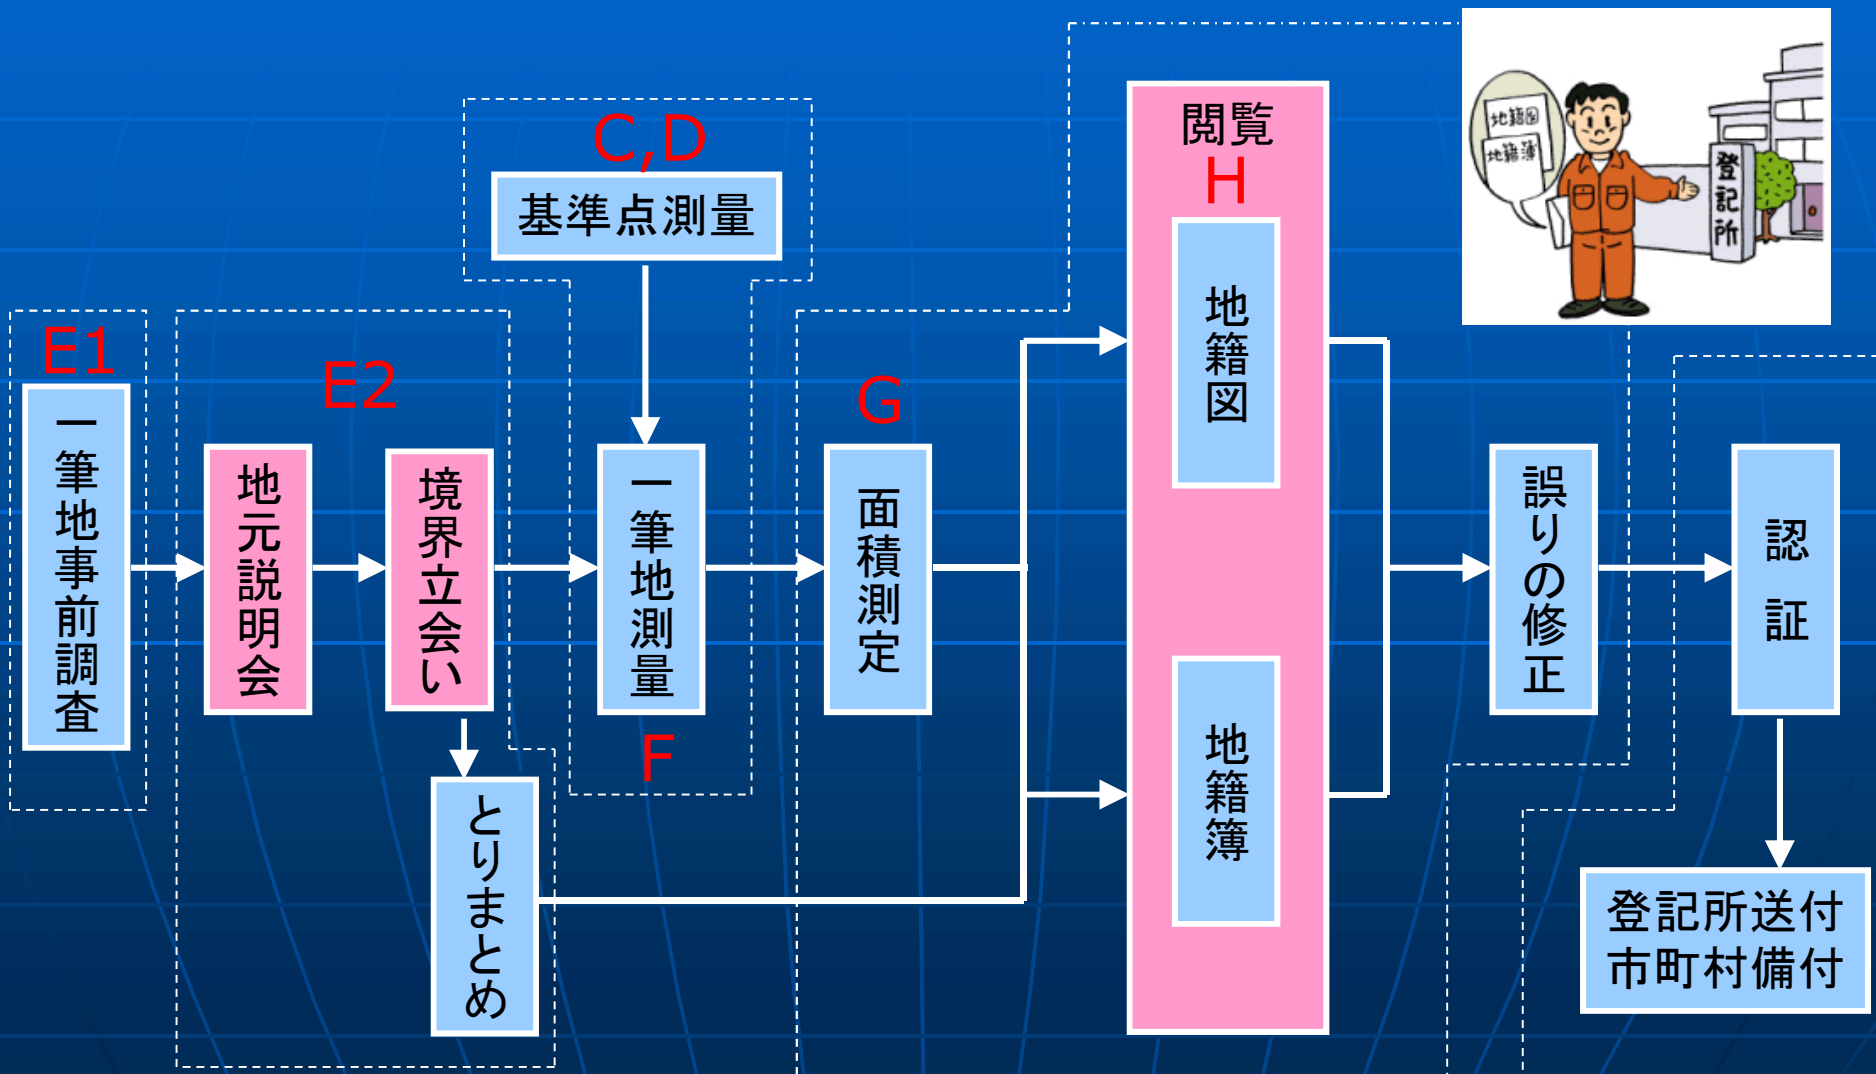 C,D
基準点測量
E1
一筆地事前調査
E2
地元説明会
境界立会い
とりまとめ
一筆地測量
F
G
面積測定
閲覧
H
地籍図
地籍簿
地籍図
地籍簿
登記所
誤りの修正
認証
登記所送付
市町村備付